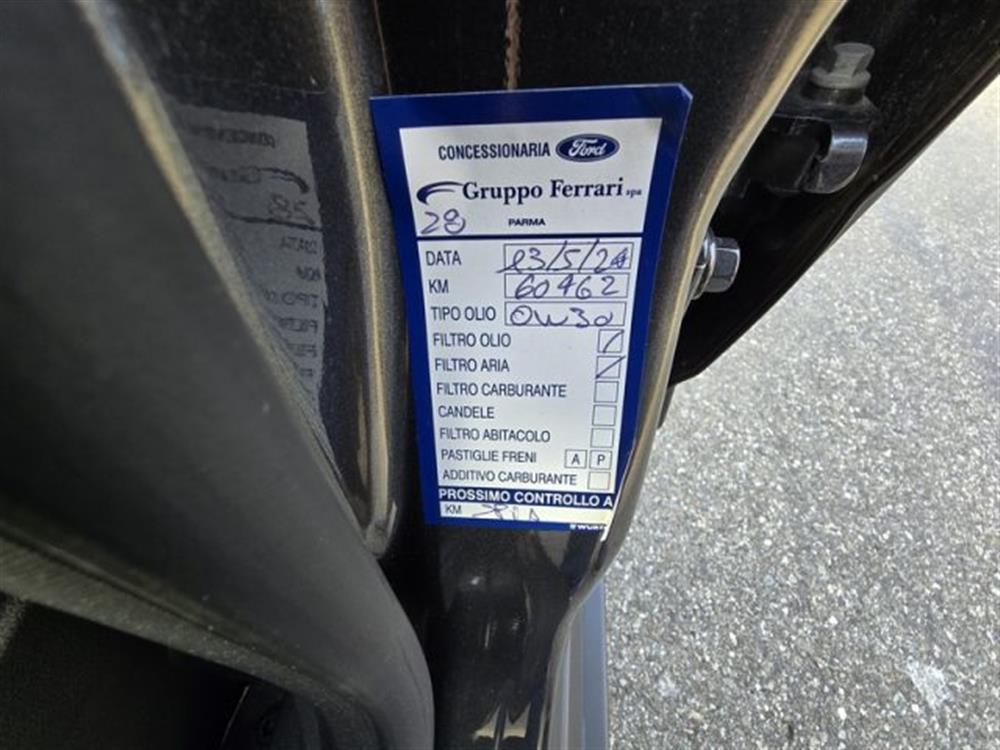 CONCESSIONARIA Ford
Gruppo Ferrari spa
28 PARMA
DATA 23/5/24
KM 60462
TIPO OLIO 0W30
FILTRO OLIO
FILTRO ARIA
FILTRO CARBURANTE
CANDELE
FILTRO ABITACOLO
PASTIGLIE FRENI A P
ADDITIVO CARBURANTE
PROSSIMO CONTROLLO A
KM